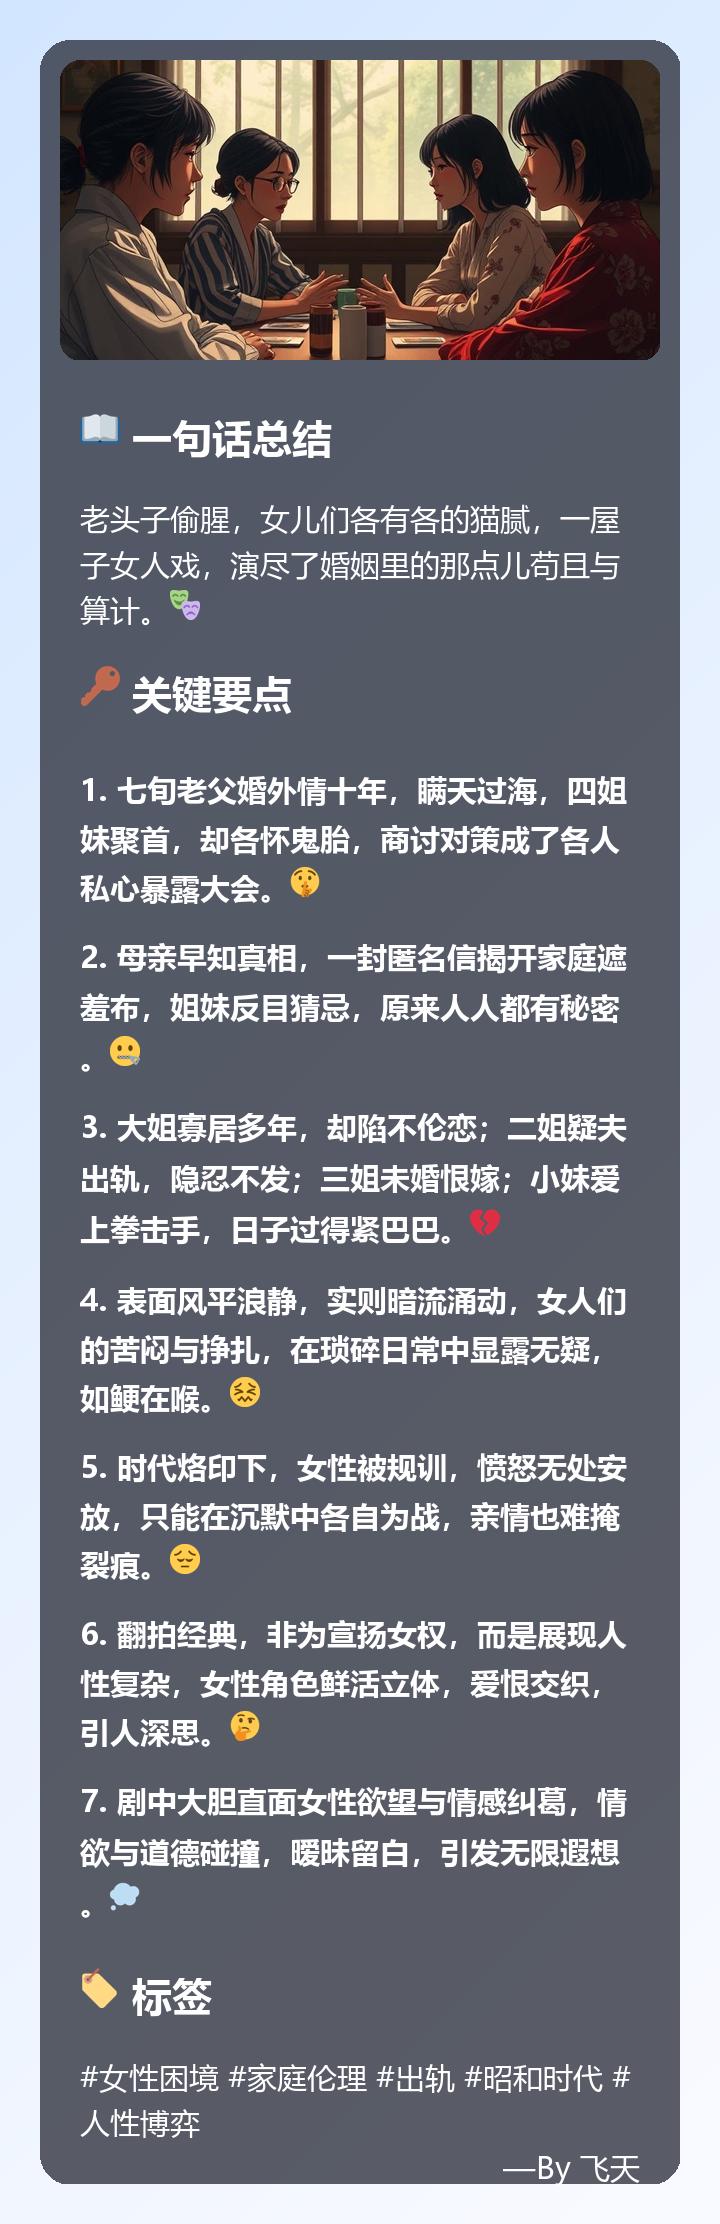 📖 一句话总结
老头子偷腥，女儿们各有各的猫腻，一屋
子女人戏，演尽了婚姻里的那点儿苟且与
算计。🎭
🔑 关键要点
1. 七旬老父婚外情十年，瞒天过海，四姐
妹聚首，却各怀鬼胎，商讨对策成了各人
私心暴露大会。🤫
2. 母亲早知真相，一封匿名信揭开家庭遮
羞布，姐妹反目猜忌，原来人人都有秘密
。🤐
3. 大姐寡居多年，却陷不伦恋；二姐疑夫
出轨，隐忍不发；三姐未婚恨嫁；小妹爱
上拳击手，日子过得紧巴巴。💔
4. 表面风平浪静，实则暗流涌动，女人们
的苦闷与挣扎，在琐碎日常中显露无疑，
如鲠在喉。😖
5. 时代烙印下，女性被规训，愤怒无处安
放，只能在沉默中各自为战，亲情也难掩
裂痕。😔
6. 翻拍经典，非为宣扬女权，而是展现人
性复杂，女性角色鲜活立体，爱恨交织，
引人深思。🤔
7. 剧中大胆直面女性欲望与情感纠葛，情
欲与道德碰撞，暧昧留白，引发无限遐想
。💭
🏷️ 标签
#女性困境 #家庭伦理 #出轨 #昭和时代 #
人性博弈
—By 飞天